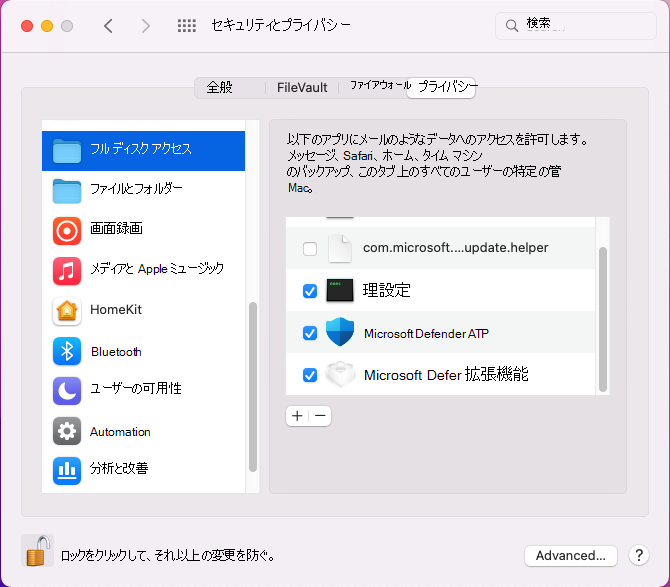 セキュリティとプライバシー
検索
全般
FileVault
ファイアウォール
プライバシー
フル ディスク アクセス
ファイルとフォルダー
画面録画
メディアと Apple ミュージック
HomeKit
Bluetooth
ユーザーの可用性
Automation
分析と改善
以下のアプリにメールのようなデータへのアクセスを許可します。
メッセージ、Safari、ホーム、タイム マシン
のバックアップ、このタブ上のすべてのユーザーの特定の管
Mac。
com.microsoft....update.helper
理設定
Microsoft Defender ATP
Microsoft Defer 拡張機能
+ −
ロックをクリックして、それ以上の変更を防ぐ。
Advanced...
?